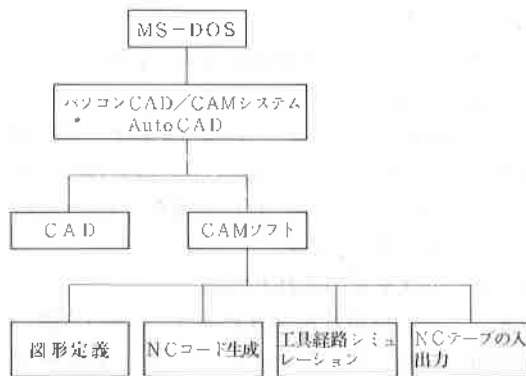 MS-DOS
パソコンCAD/CAMシステム
AutoCAD
CAD
CAMソフト
図形定義
NCコード生成
工具経路シミュ
レーション
NCテープの入
出力